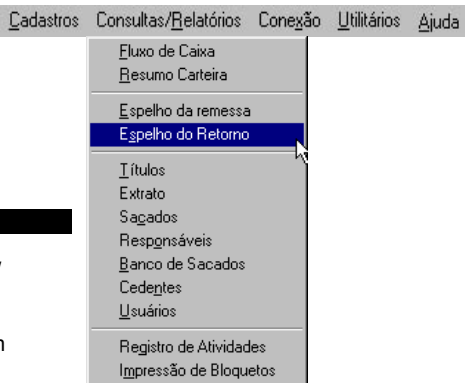 Cadastros Consultas/Relatórios Conexão Utilitários Ajuda
Fluxo de Caixa
Resumo Carteira
Espelho da remessa
Espelho do Retorno
Títulos
Extrato
Sacados
Responsáveis
Banco de Sacados
Cedentes
Usuários
Registro de Atividades
Impressão de Bloquetos